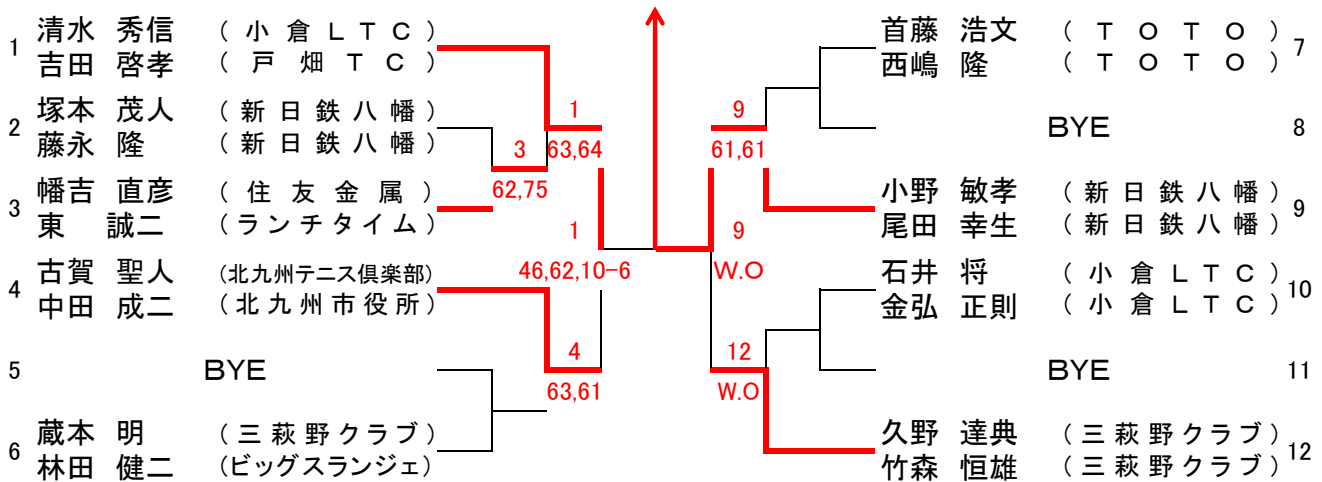 1
清水 秀信 (小倉LTC)
吉田 啓孝 (戸畑TC)
2
塚本 茂人 (新日鉄八幡)
藤永 隆 (新日鉄八幡)
3
幡吉 直彦 (住友金属)
東 誠二 (ランチタイム)
4
古賀 聖人 (北九州テニス倶楽部)
中田 成二 (北九州市役所)
5
BYE
6
蔵本 明 (三萩野クラブ)
林田 健二 (ビッグスランジェ)
1
63,64
3
62,75
1
46,62,10-6
4
63,61
9
61,61
9
W.O
12
W.O
首藤 浩文 (TOTO)
西嶋 隆 (TOTO)
7
BYE
8
小野 敏孝 (新日鉄八幡)
尾田 幸生 (新日鉄八幡)
9
石井 将 (小倉LTC)
金弘 正則 (小倉LTC)
10
BYE
11
久野 達典 (三萩野クラブ)
竹森 恒雄 (三萩野クラブ)
12